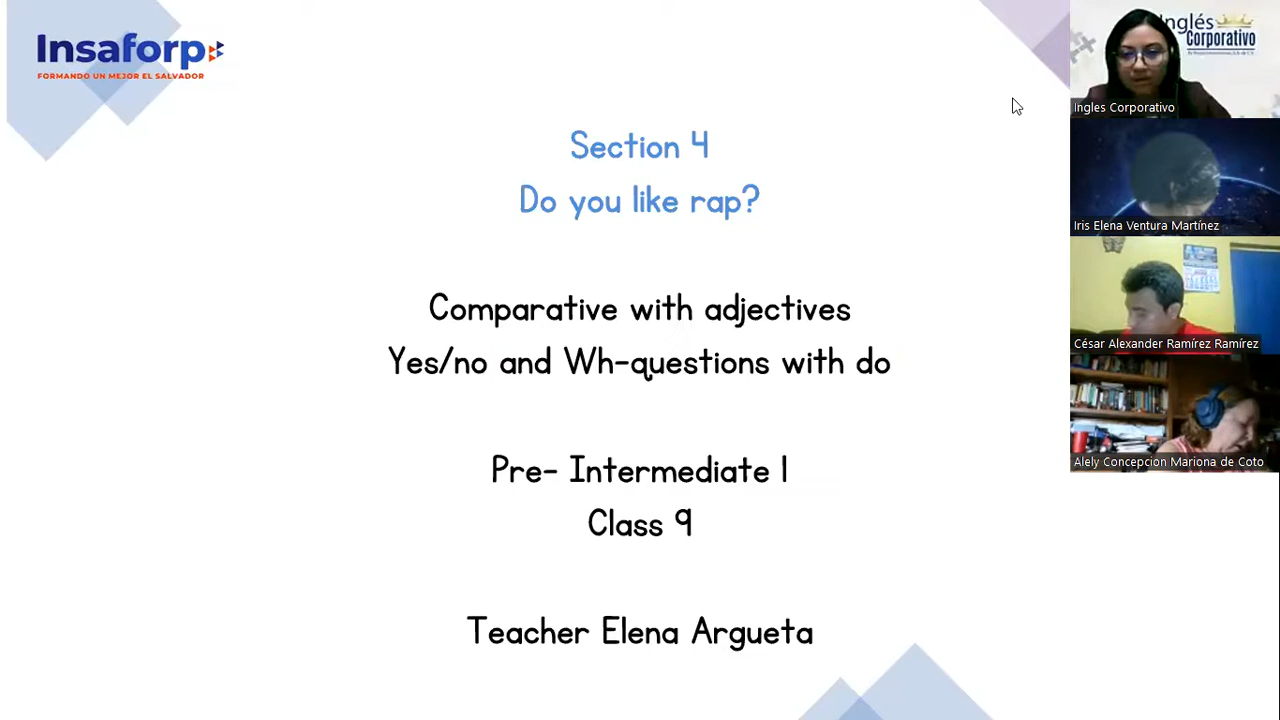 Insaforp
FORMANDO UN MEJOR EL SALVADOR
Section 4
Do you like rap?
Comparative with adjectives
Yes/no and Wh-questions with do
Pre- Intermediate 1
Class 9
Teacher Elena Argueta
Inglés
Corporativo
Ingles Corporativo
Iris Elena Ventura Martínez
César Alexander Ramírez Ramírez
Alely Concepcion Mariona de Coto